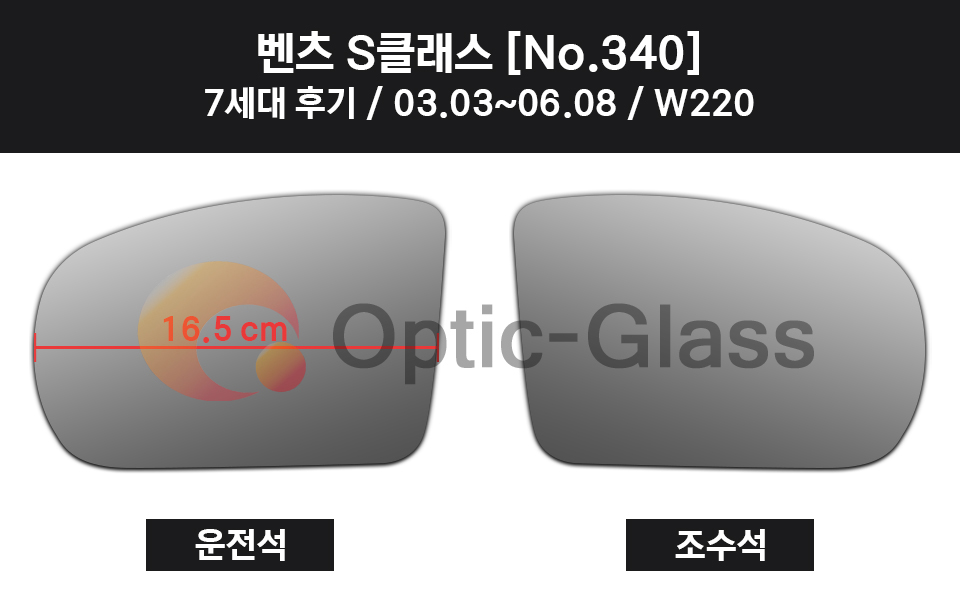 벤츠 S클래스 [No.340]
7세대 후기 / 03.03~06.08 / W220
16.5 cm
Optic-Glass
운전석
조수석